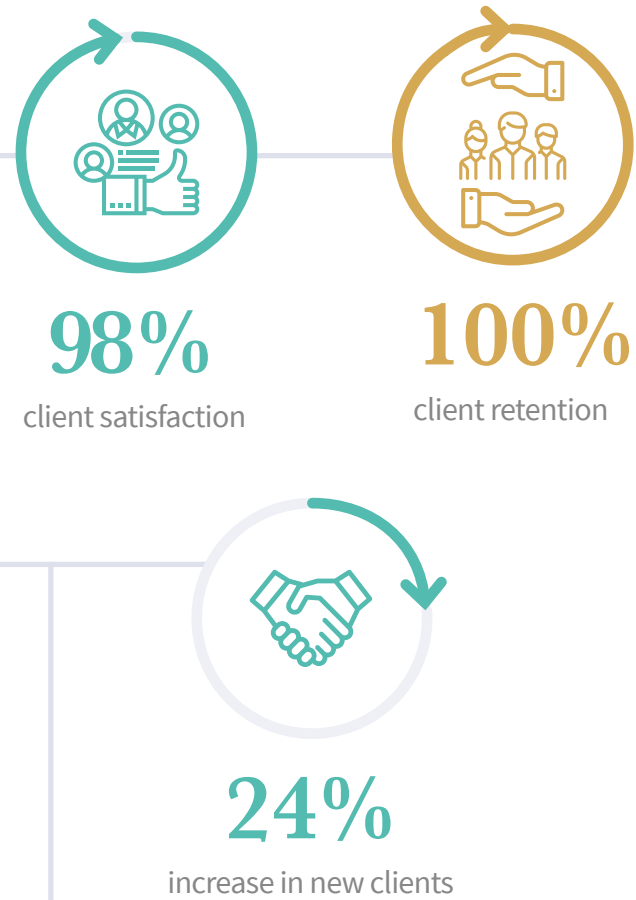 98%
client satisfaction
100%
client retention
24%
increase in new clients